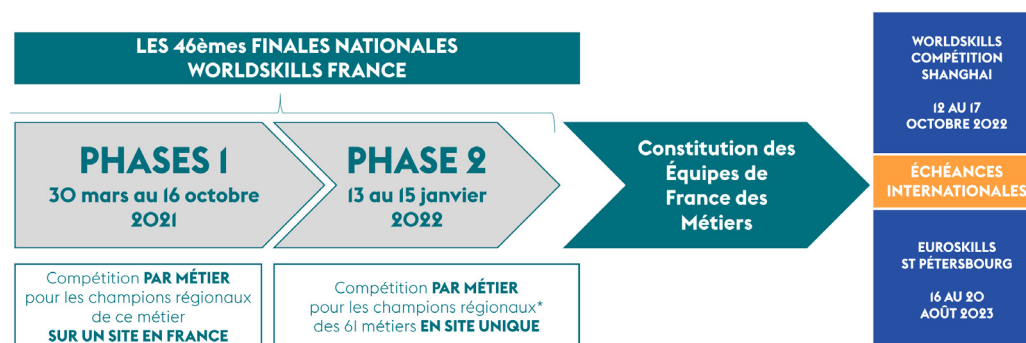 LES 46èmes FINALES NATIONALES
WORLDSKILLS FRANCE
PHASES 1
30 mars au 16 octobre
2021
PHASE 2
13 au 15 janvier
2022
Constitution des
Équipes de
France des
Métiers
Compétition PAR MÉTIER
pour les champions régionaux
de ce métier
SUR UN SITE EN FRANCE
Compétition PAR MÉTIER
pour les champions régionaux*
des 61 métiers EN SITE UNIQUE
WORLDSKILLS
COMPÉTITION
SHANGHAI
12 AU 17
OCTOBRE 2022
ÉCHÉANCES
INTERNATIONALES
EUROSKILLS
ST PÉTERSBOURG
16 AU 20
AOÛT 2023